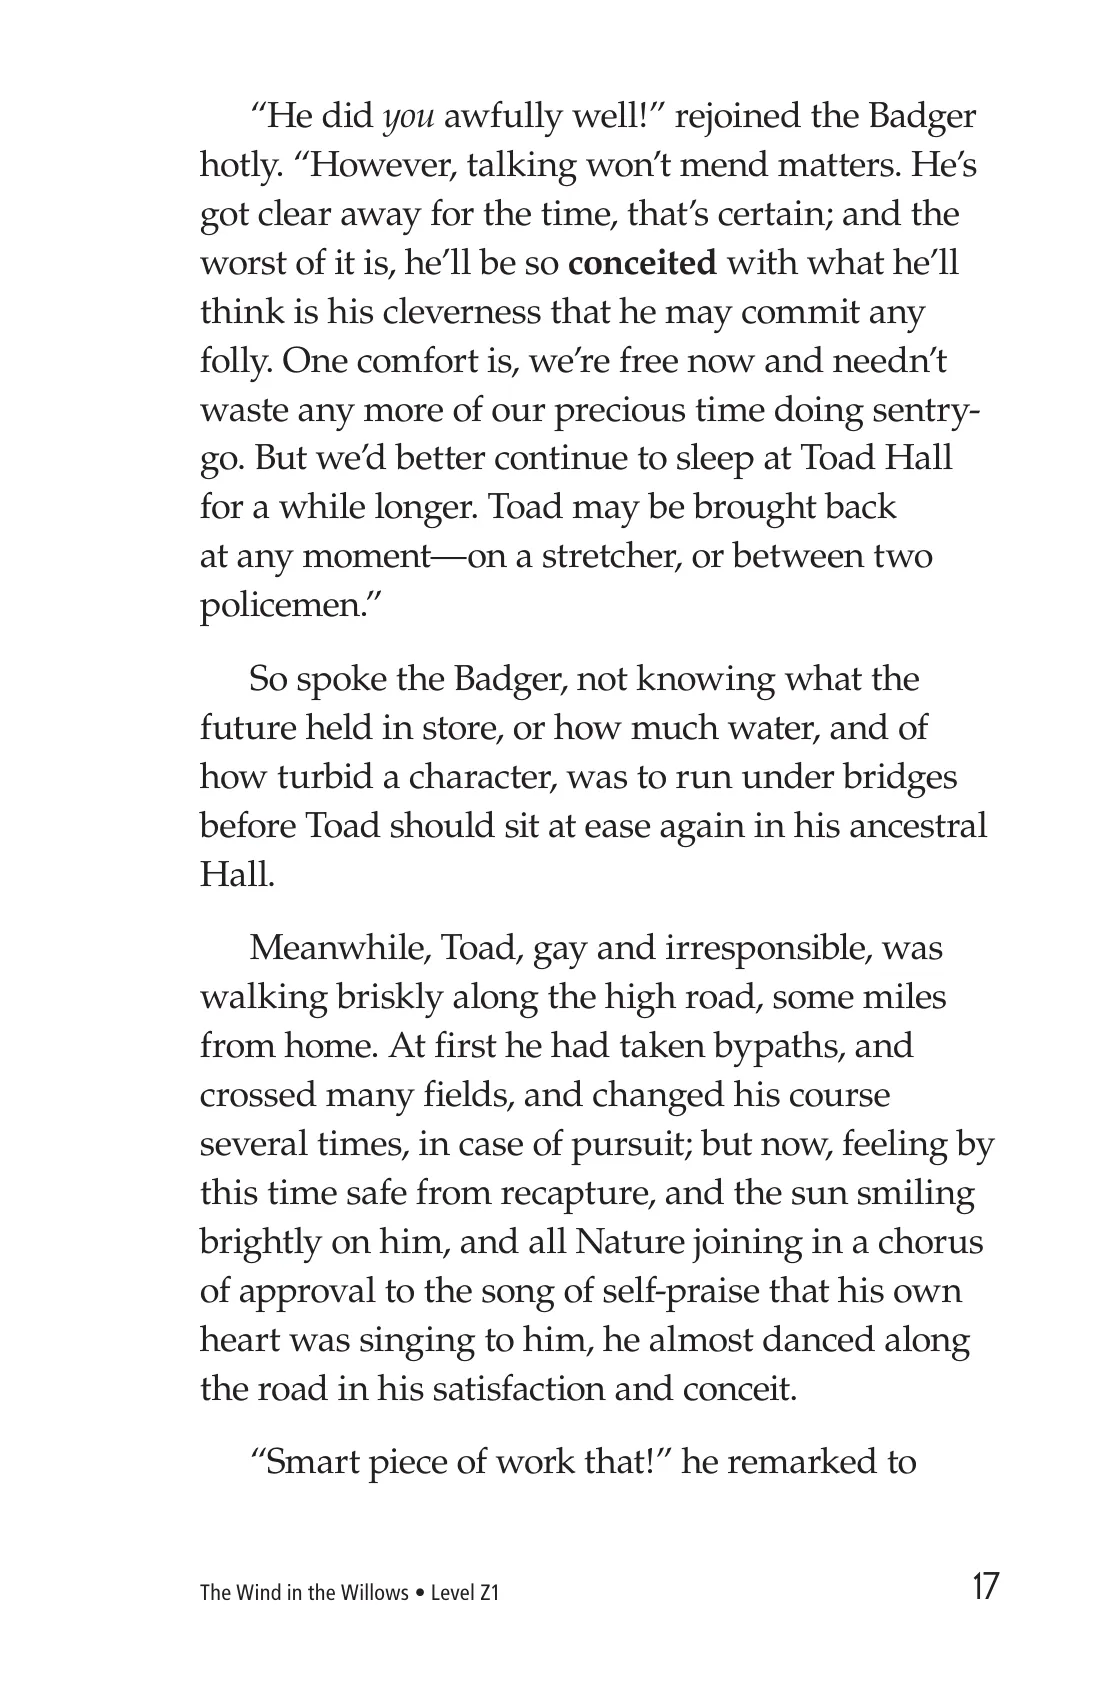 “He did you awfully well!” rejoined the Badger
hotly. “However, talking won’t mend matters. He’s
got clear away for the time, that’s certain; and the
worst of it is, he’ll be so conceited with what he’ll
think is his cleverness that he may commit any
folly. One comfort is, we’re free now and needn’t
waste any more of our precious time doing sentry-
go. But we’d better continue to sleep at Toad Hall
for a while longer. Toad may be brought back
at any moment—on a stretcher, or between two
policemen.”
So spoke the Badger, not knowing what the
future held in store, or how much water, and of
how turbid a character, was to run under bridges
before Toad should sit at ease again in his ancestral
Hall.
Meanwhile, Toad, gay and irresponsible, was
walking briskly along the high road, some miles
from home. At first he had taken bypaths, and
crossed many fields, and changed his course
several times, in case of pursuit; but now, feeling by
this time safe from recapture, and the sun smiling
brightly on him, and all Nature joining in a chorus
of approval to the song of self-praise that his own
heart was singing to him, he almost danced along
the road in his satisfaction and conceit.
“Smart piece of work that!” he remarked to
The Wind in the Willows • Level Z1
17